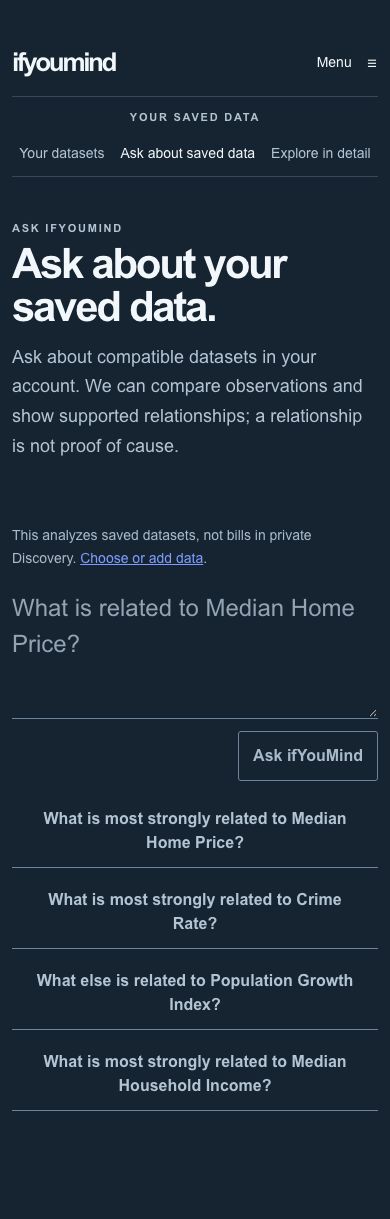 ifyoumind
Menu ≡
YOUR SAVED DATA
Your datasets Ask about saved data Explore in detail
ASK IFYOUMIND
Ask about your
saved data.
Ask about compatible datasets in your
account. We can compare observations and
show supported relationships; a relationship
is not proof of cause.
This analyzes saved datasets, not bills in private
Discovery. Choose or add data.
What is related to Median Home
Price?
Ask ifYouMind
What is most strongly related to Median
Home Price?
What is most strongly related to Crime
Rate?
What else is related to Population Growth
Index?
What is most strongly related to Median
Household Income?